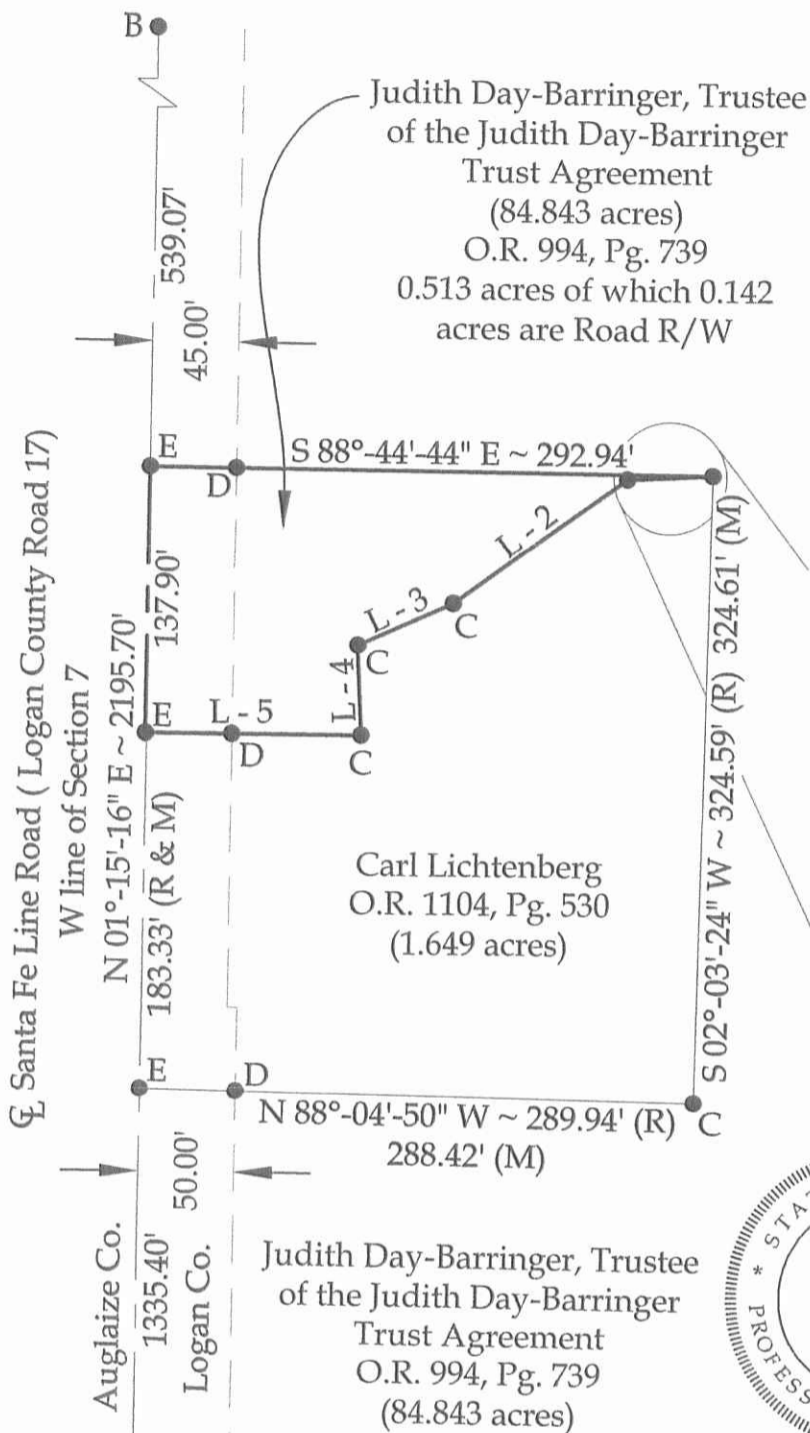 B
Judith Day-Barringer, Trustee
of the Judith Day-Barringer
Trust Agreement
(84.843 acres)
O.R. 994, Pg. 739
0.513 acres of which 0.142
acres are Road R/W
539.07'
45.00'
E
D
S 88°-44'-44" E ~ 292.94'
L - 2
L - 3
C
C
L - 4
137.90'
E
L - 5
D
C
S 02°-03'-24" W ~ 324.59' (R) 324.61' (M)
℄ Santa Fe Line Road ( Logan County Road 17)
W line of Section 7
N 01°-15'-16" E ~ 2195.70'
183.33' (R & M)
Carl Lichtenberg
O.R. 1104, Pg. 530
(1.649 acres)
E
D
N 88°-04'-50" W ~ 289.94' (R)
288.42' (M)
C
50.00'
Auglaize Co.
1335.40'
Logan Co.
Judith Day-Barringer, Trustee
of the Judith Day-Barringer
Trust Agreement
O.R. 994, Pg. 739
(84.843 acres)
* STA
PROFESS